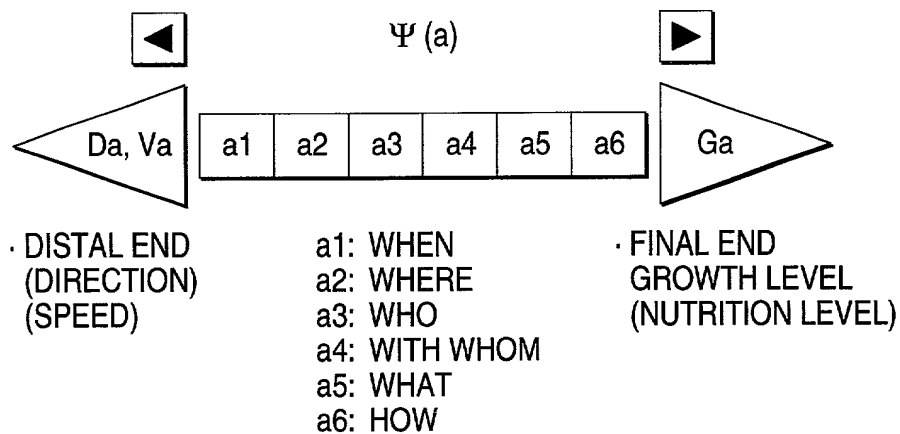 Ψ (a)
Da, Va a1 a2 a3 a4 a5 a6 Ga
· DISTAL END
(DIRECTION)
(SPEED)
a1: WHEN
a2: WHERE
a3: WHO
a4: WITH WHOM
a5: WHAT
a6: HOW
· FINAL END
GROWTH LEVEL
(NUTRITION LEVEL)